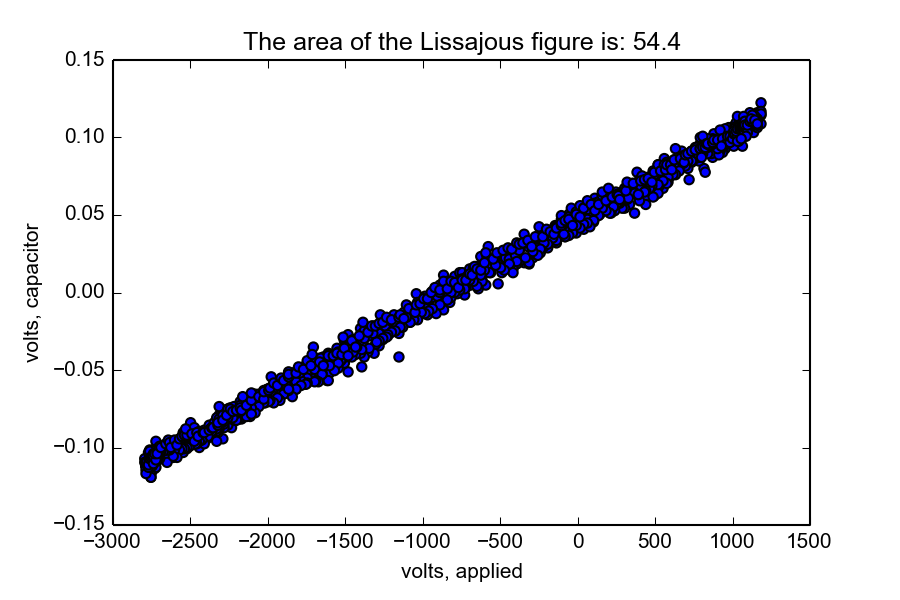 The area of the Lissajous figure is: 54.4
0.15
0.10
0.05
0.00
−0.05
−0.10
−0.15
−3000 −2500 −2000 −1500 −1000 −500 0 500 1000 1500
volts, capacitor
volts, applied